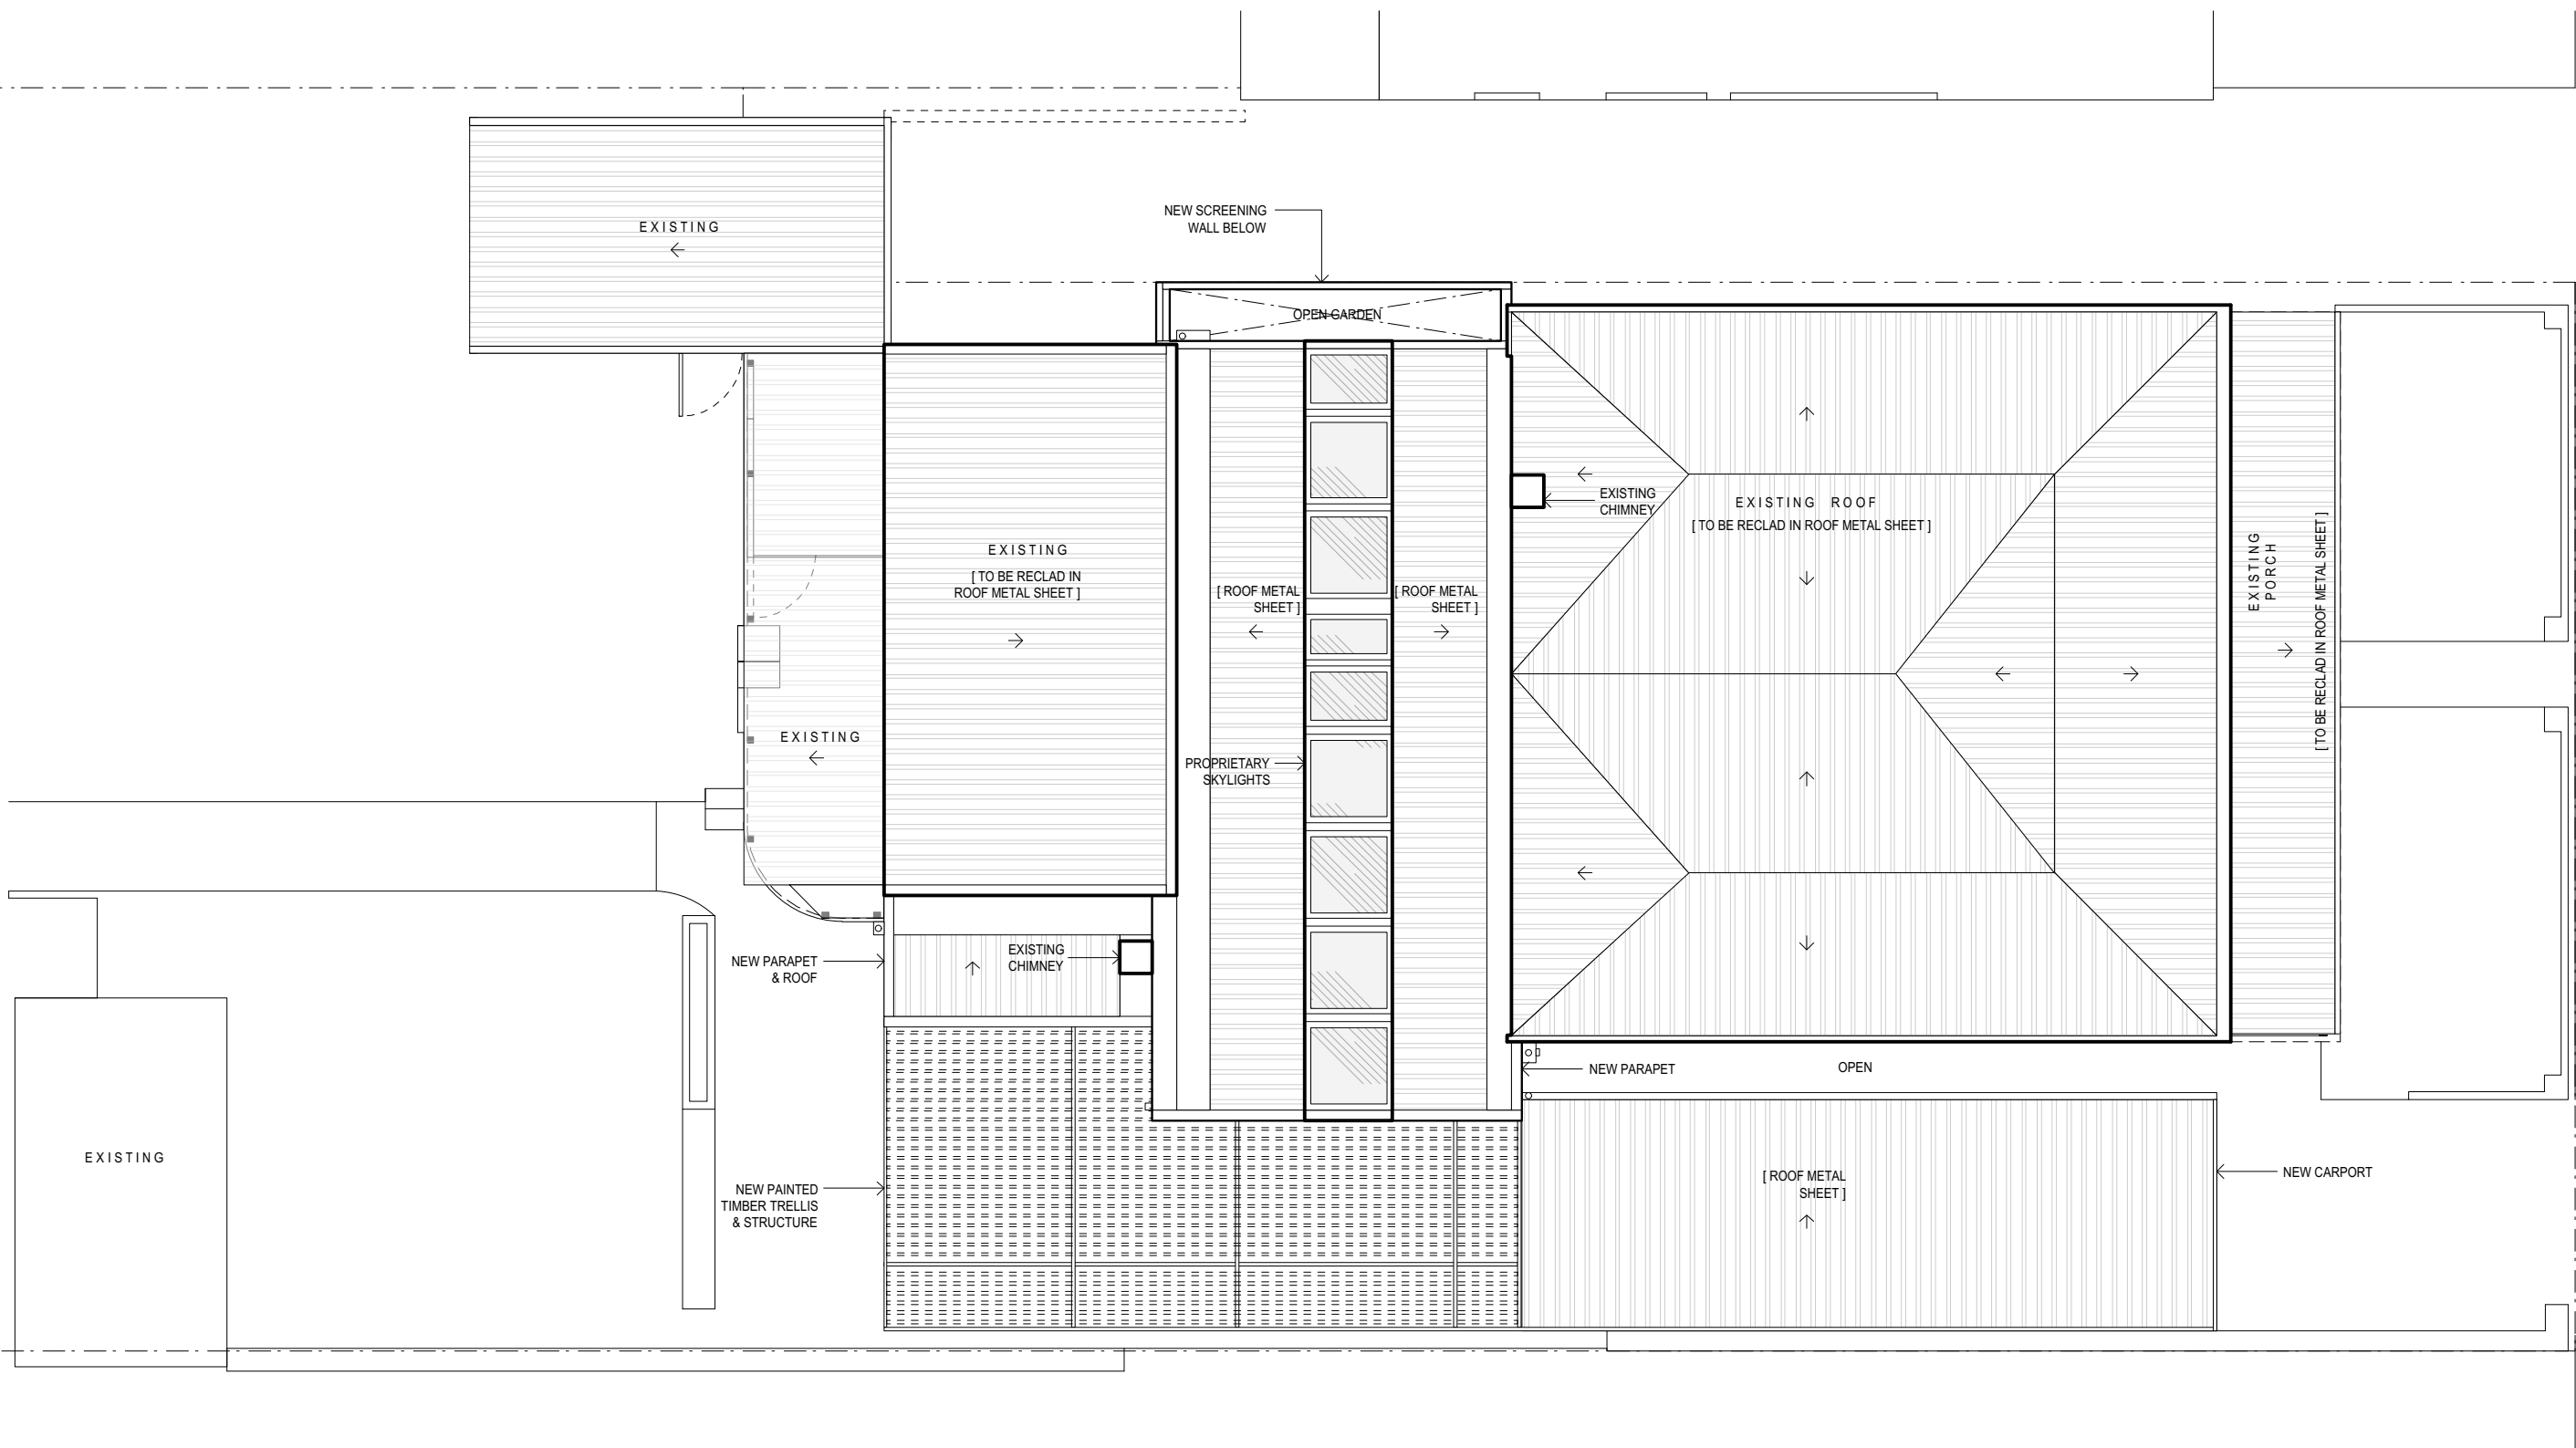 NEW SCREENING
WALL BELOW
EXISTING
OPEN GARDEN
EXISTING
CHIMNEY
EXISTING ROOF
[ TO BE RECLAD IN ROOF METAL SHEET ]
EXISTING
[ TO BE RECLAD IN
ROOF METAL SHEET ]
[ ROOF METAL
SHEET ]
[ ROOF METAL
SHEET ]
EXISTING
PORCH
[ TO BE RECLAD IN ROOF METAL SHEET ]
EXISTING
PROPRIETARY
SKYLIGHTS
NEW PARAPET
& ROOF
EXISTING
CHIMNEY
NEW PARAPET
OPEN
EXISTING
NEW PAINTED
TIMBER TRELLIS
& STRUCTURE
[ ROOF METAL
SHEET ]
NEW CARPORT